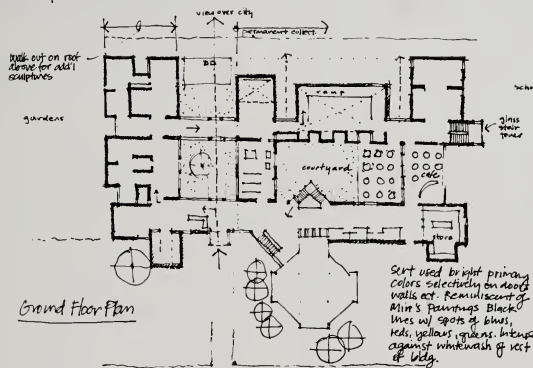 view over city
permanent collect.
walk out on roof
above for add'l
sculptures
ramp
scho
gardens
glass
stair
tower
courtyard
cafe
store
Ground Floor Plan
Sert used bright primary
colors selectively on doors
walls ect. Reminiscent of
Miro's Paintings Black
lines w/ spots of blues,
reds, yellows, greens. Intense
against whitewash of rest
of bldg.